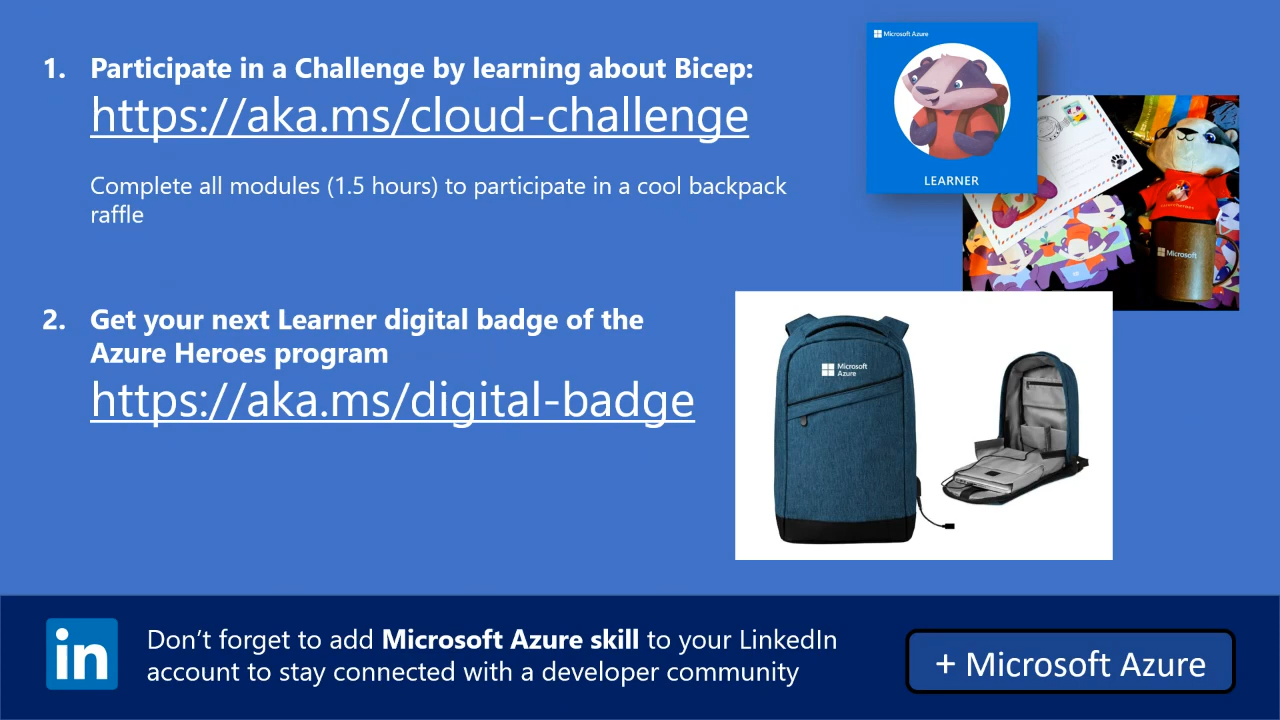 1. Participate in a Challenge by learning about Bicep:
https://aka.ms/cloud-challenge
Complete all modules (1.5 hours) to participate in a cool backpack
raffle
2. Get your next Learner digital badge of the
Azure Heroes program
https://aka.ms/digital-badge
Microsoft Azure
LEARNER
Microsoft
Microsoft
Azure
in
Don’t forget to add Microsoft Azure skill to your LinkedIn
account to stay connected with a developer community
+ Microsoft Azure